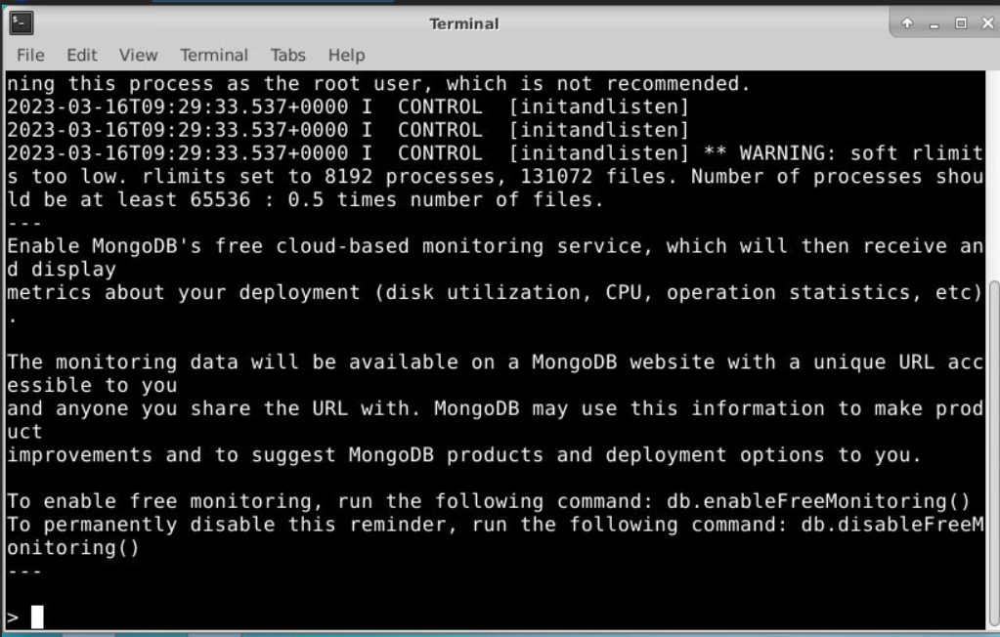 Terminal
File Edit View Terminal Tabs Help
ning this process as the root user, which is not recommended.
2023-03-16T09:29:33.537+0000 I  CONTROL  [initandlisten]
2023-03-16T09:29:33.537+0000 I  CONTROL  [initandlisten]
2023-03-16T09:29:33.537+0000 I  CONTROL  [initandlisten] ** WARNING: soft rlimit
s too low. rlimits set to 8192 processes, 131072 files. Number of processes shou
ld be at least 65536 : 0.5 times number of files.
---
Enable MongoDB's free cloud-based monitoring service, which will then receive an
d display
metrics about your deployment (disk utilization, CPU, operation statistics, etc)
.
The monitoring data will be available on a MongoDB website with a unique URL acc
essible to you
and anyone you share the URL with. MongoDB may use this information to make prod
uct
improvements and to suggest MongoDB products and deployment options to you.
To enable free monitoring, run the following command: db.enableFreeMonitoring()
To permanently disable this reminder, run the following command: db.disableFreeM
onitoring()
---
>